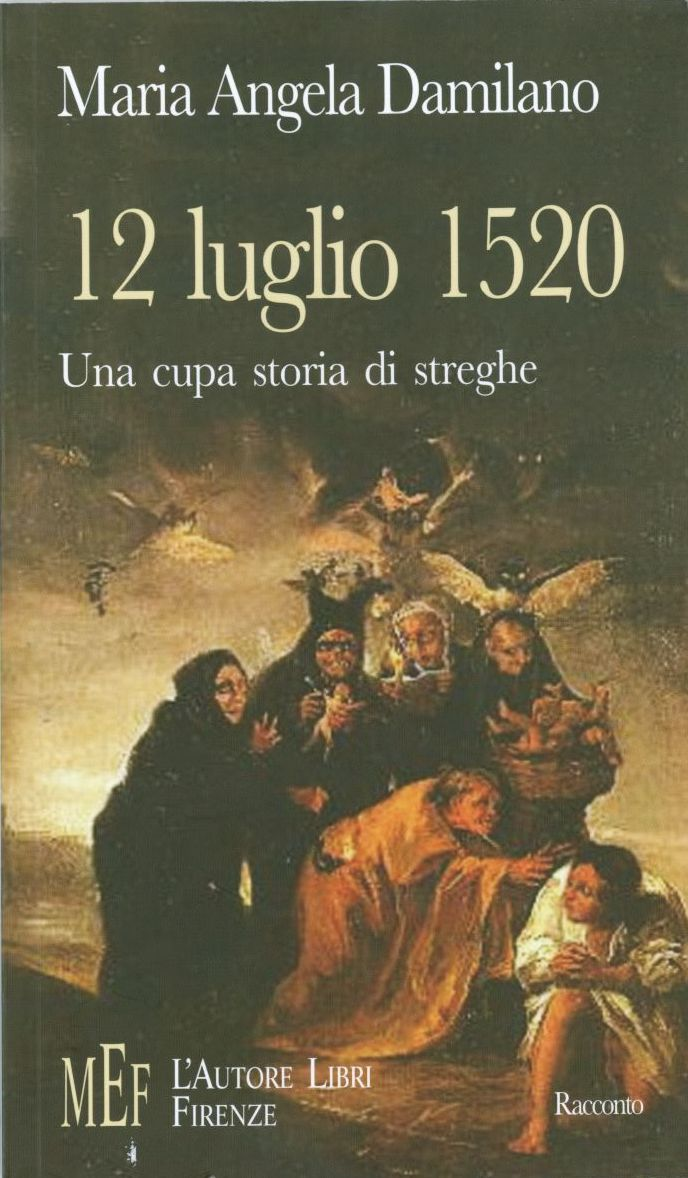 Maria Angela Damilano
12 luglio 1520
Una cupa storia di streghe
MEF
L'AUTORE LIBRI
FIRENZE
Racconto